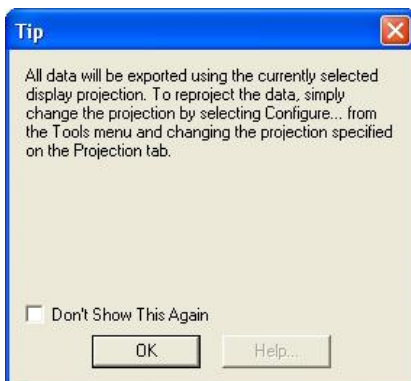 Tip
All data will be exported using the currently selected
display projection. To reproject the data, simply
change the projection by selecting Configure... from
the Tools menu and changing the projection specified
on the Projection tab.
Don't Show This Again
OK
Help...